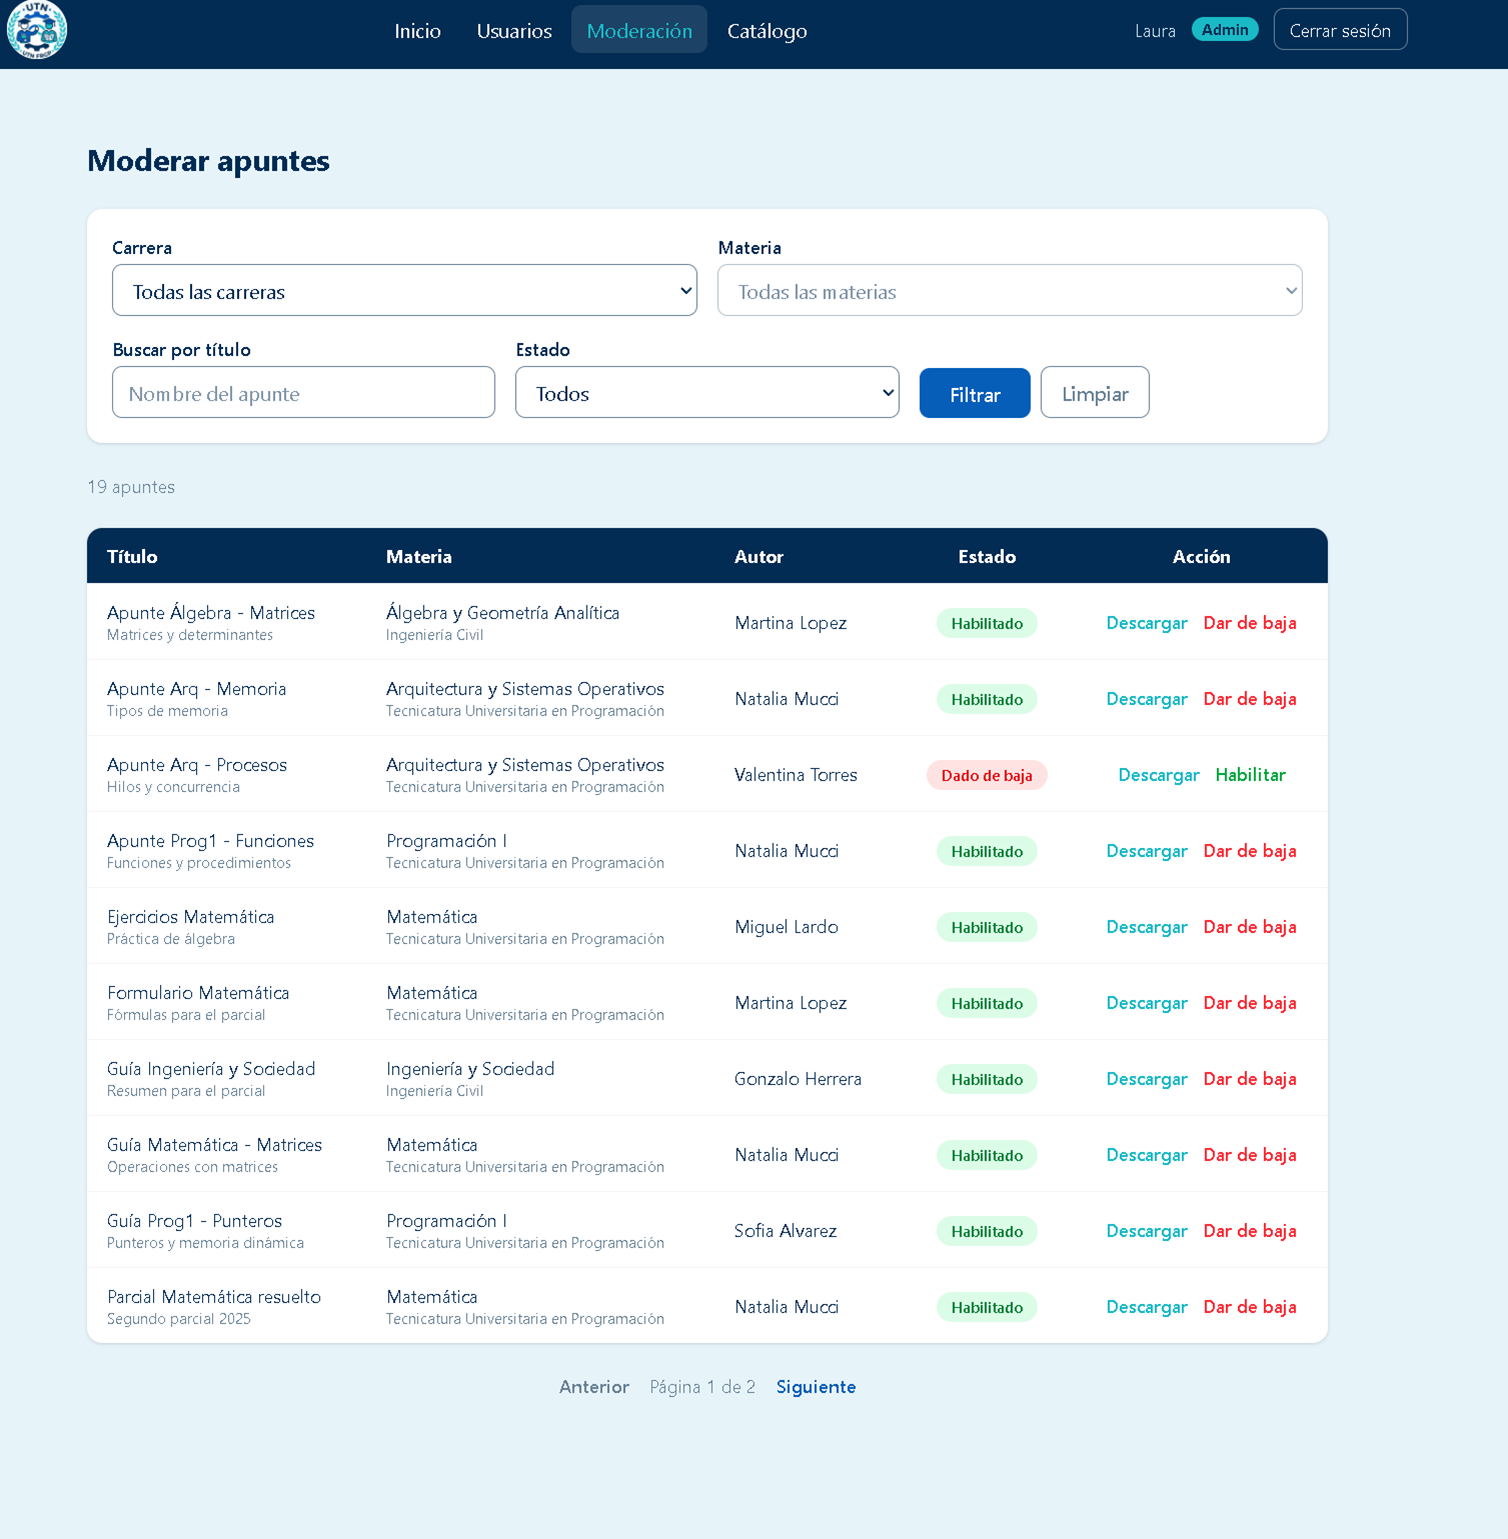 UTN
UTN FRGP
Inicio Usuarios Moderación Catálogo Laura Admin Cerrar sesión
Moderar apuntes
Carrera Materia
Todas las carreras Todas las materias
Buscar por título Estado
Nombre del apunte Todos Filtrar Limpiar
19 apuntes
Título Materia Autor Estado Acción
Apunte Álgebra - Matrices Álgebra y Geometría Analítica Martina Lopez Habilitado Descargar Dar de baja
Matrices y determinantes Ingeniería Civil
Apunte Arq - Memoria Arquitectura y Sistemas Operativos Natalia Mucci Habilitado Descargar Dar de baja
Tipos de memoria Tecnicatura Universitaria en Programación
Apunte Arq - Procesos Arquitectura y Sistemas Operativos Valentina Torres Dado de baja Descargar Habilitar
Hilos y concurrencia Tecnicatura Universitaria en Programación
Apunte Prog1 - Funciones Programación I Natalia Mucci Habilitado Descargar Dar de baja
Funciones y procedimientos Tecnicatura Universitaria en Programación
Ejercicios Matemática Matemática Miguel Lardo Habilitado Descargar Dar de baja
Práctica de álgebra Tecnicatura Universitaria en Programación
Formulario Matemática Matemática Martina Lopez Habilitado Descargar Dar de baja
Fórmulas para el parcial Tecnicatura Universitaria en Programación
Guía Ingeniería y Sociedad Ingeniería y Sociedad Gonzalo Herrera Habilitado Descargar Dar de baja
Resumen para el parcial Ingeniería Civil
Guía Matemática - Matrices Matemática Natalia Mucci Habilitado Descargar Dar de baja
Operaciones con matrices Tecnicatura Universitaria en Programación
Guía Prog1 - Punteros Programación I Sofia Alvarez Habilitado Descargar Dar de baja
Punteros y memoria dinámica Tecnicatura Universitaria en Programación
Parcial Matemática resuelto Matemática Natalia Mucci Habilitado Descargar Dar de baja
Segundo parcial 2025 Tecnicatura Universitaria en Programación
Anterior Página 1 de 2 Siguiente